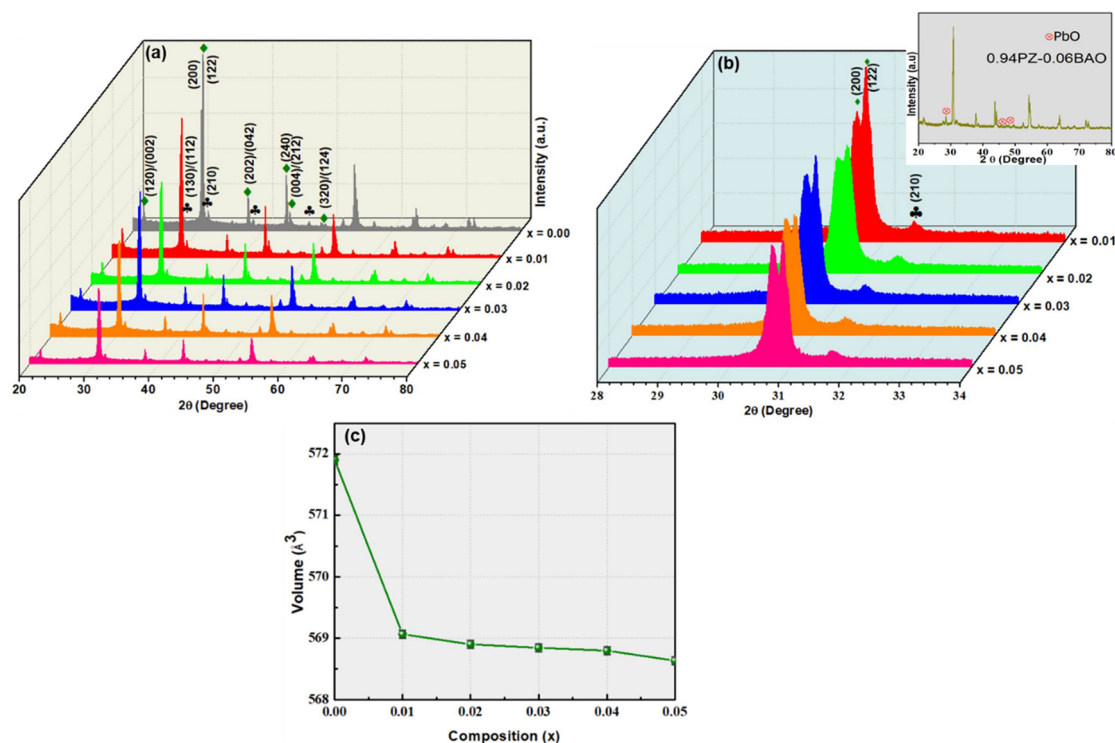 (a)
(200)
(122)
(120)/(002)
(130)/(112)
(210)
(202)/(042)
(240)
(004)/(212)
(320)/(124)
Intensity (a.u.)
x = 0.00
x = 0.01
x = 0.02
x = 0.03
x = 0.04
x = 0.05
20 30 40 50 60 70 80
2θ (Degree)
(b)
(200)
(122)
(210)
x = 0.01
x = 0.02
x = 0.03
x = 0.04
x = 0.05
28 29 30 31 32 33 34
2θ (Degree)
PbO
0.94PZ-0.06BAO
Intensity (a.u)
20 30 40 50 60 70 80
2 θ (Degree)
(c)
572
571
570
569
568
Volume (Å3)
0.00 0.01 0.02 0.03 0.04 0.05
Composition (x)